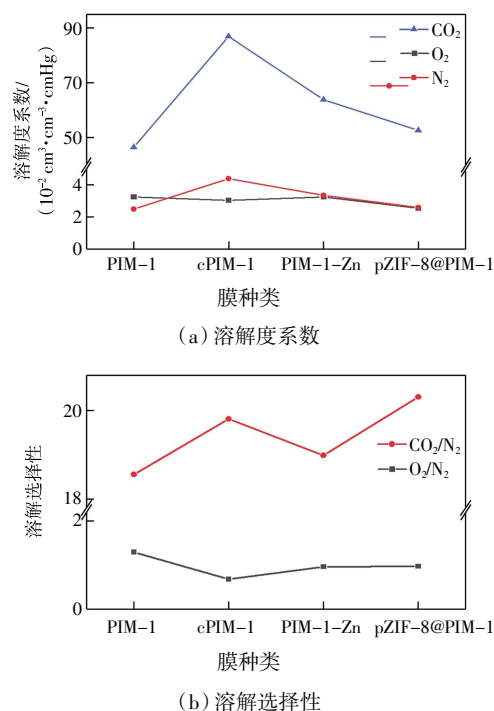 90
70
50
4
2
0
溶解度系数/
(10⁻² cm³·cm⁻³·cmHg)
CO₂
O₂
N₂
PIM-1 cPIM-1 PIM-1-Zn pZIF-8@PIM-1
膜种类
(a)溶解度系数
20
18
2
0
溶解选择性
CO₂/N₂
O₂/N₂
PIM-1 cPIM-1 PIM-1-Zn pZIF-8@PIM-1
膜种类
(b)溶解选择性